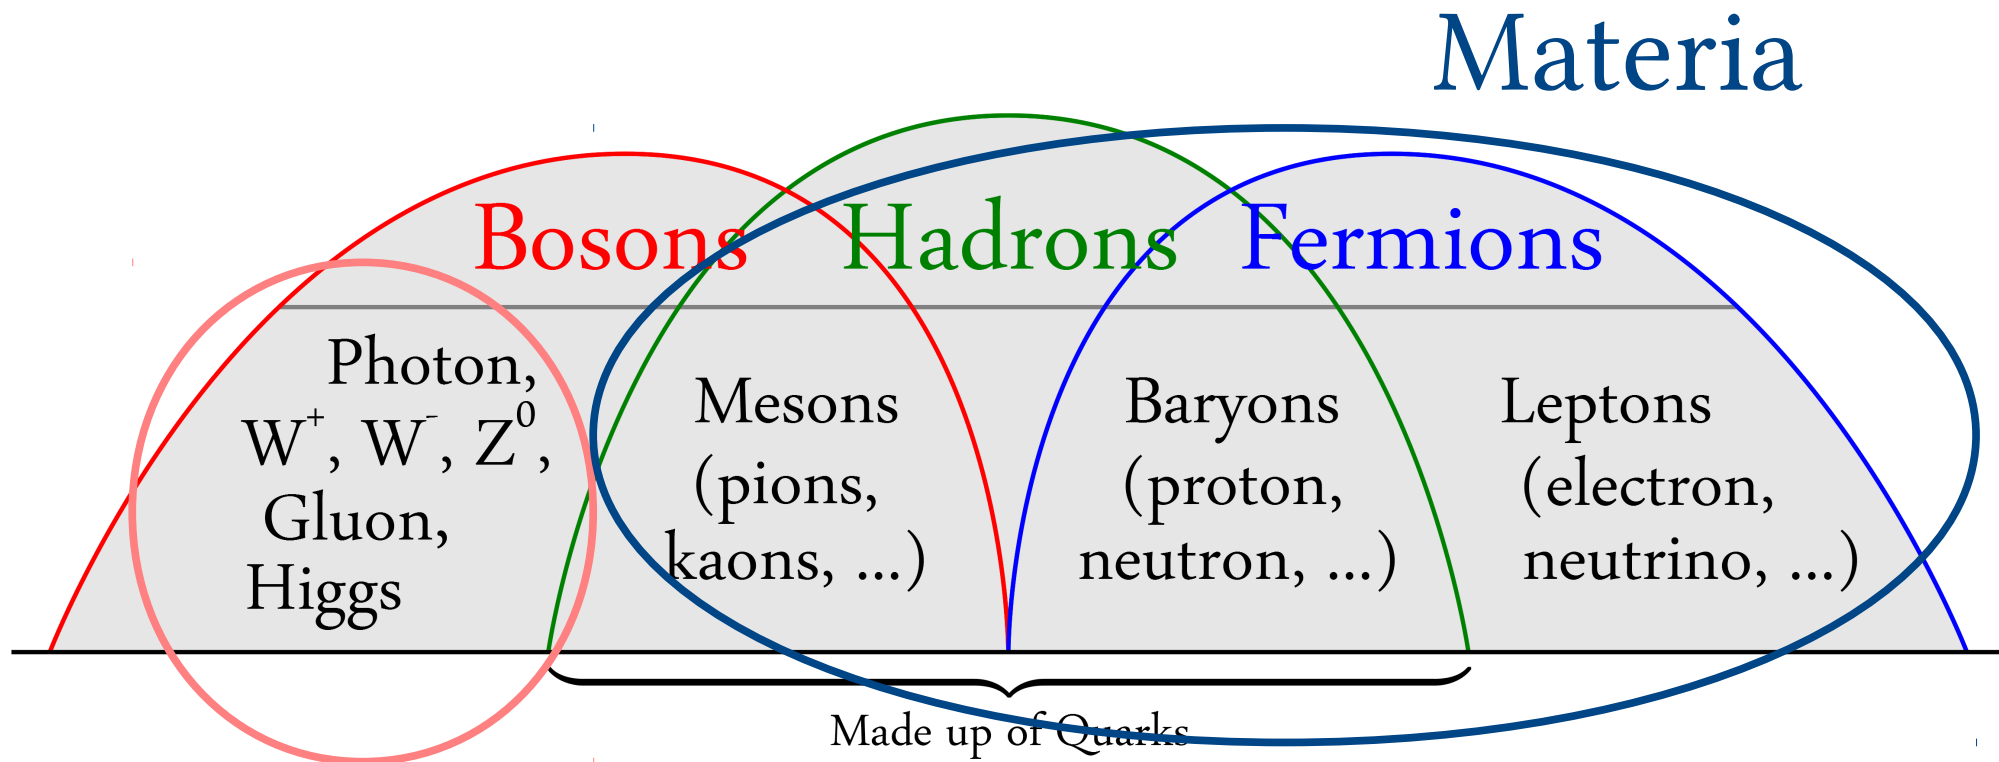 Materia
Bosons
Hadrons
Fermions
Photon,
W⁺, W⁻, Z⁰,
Gluon,
Higgs
Mesons
(pions,
kaons, ...)
Baryons
(proton,
neutron, ...)
Leptons
(electron,
neutrino, ...)
Made up of Quarks